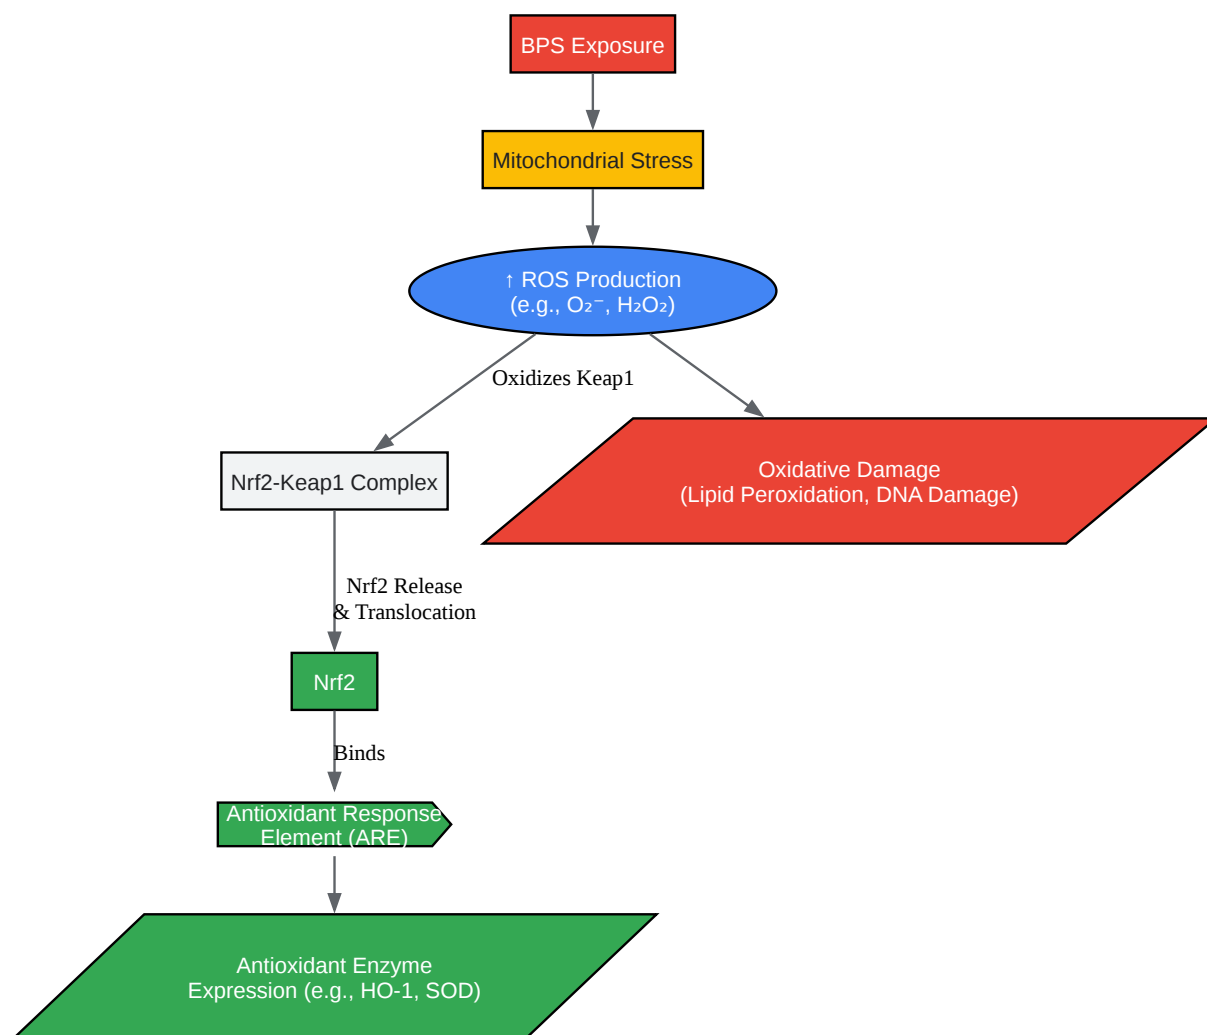 BPS Exposure
Mitochondrial Stress
↑ ROS Production
(e.g., O₂⁻, H₂O₂)
Oxidizes Keap1
Oxidative Damage
(Lipid Peroxidation, DNA Damage)
Nrf2-Keap1 Complex
Nrf2 Release
& Translocation
Nrf2
Binds
Antioxidant Response
Element (ARE)
Antioxidant Enzyme
Expression (e.g., HO-1, SOD)